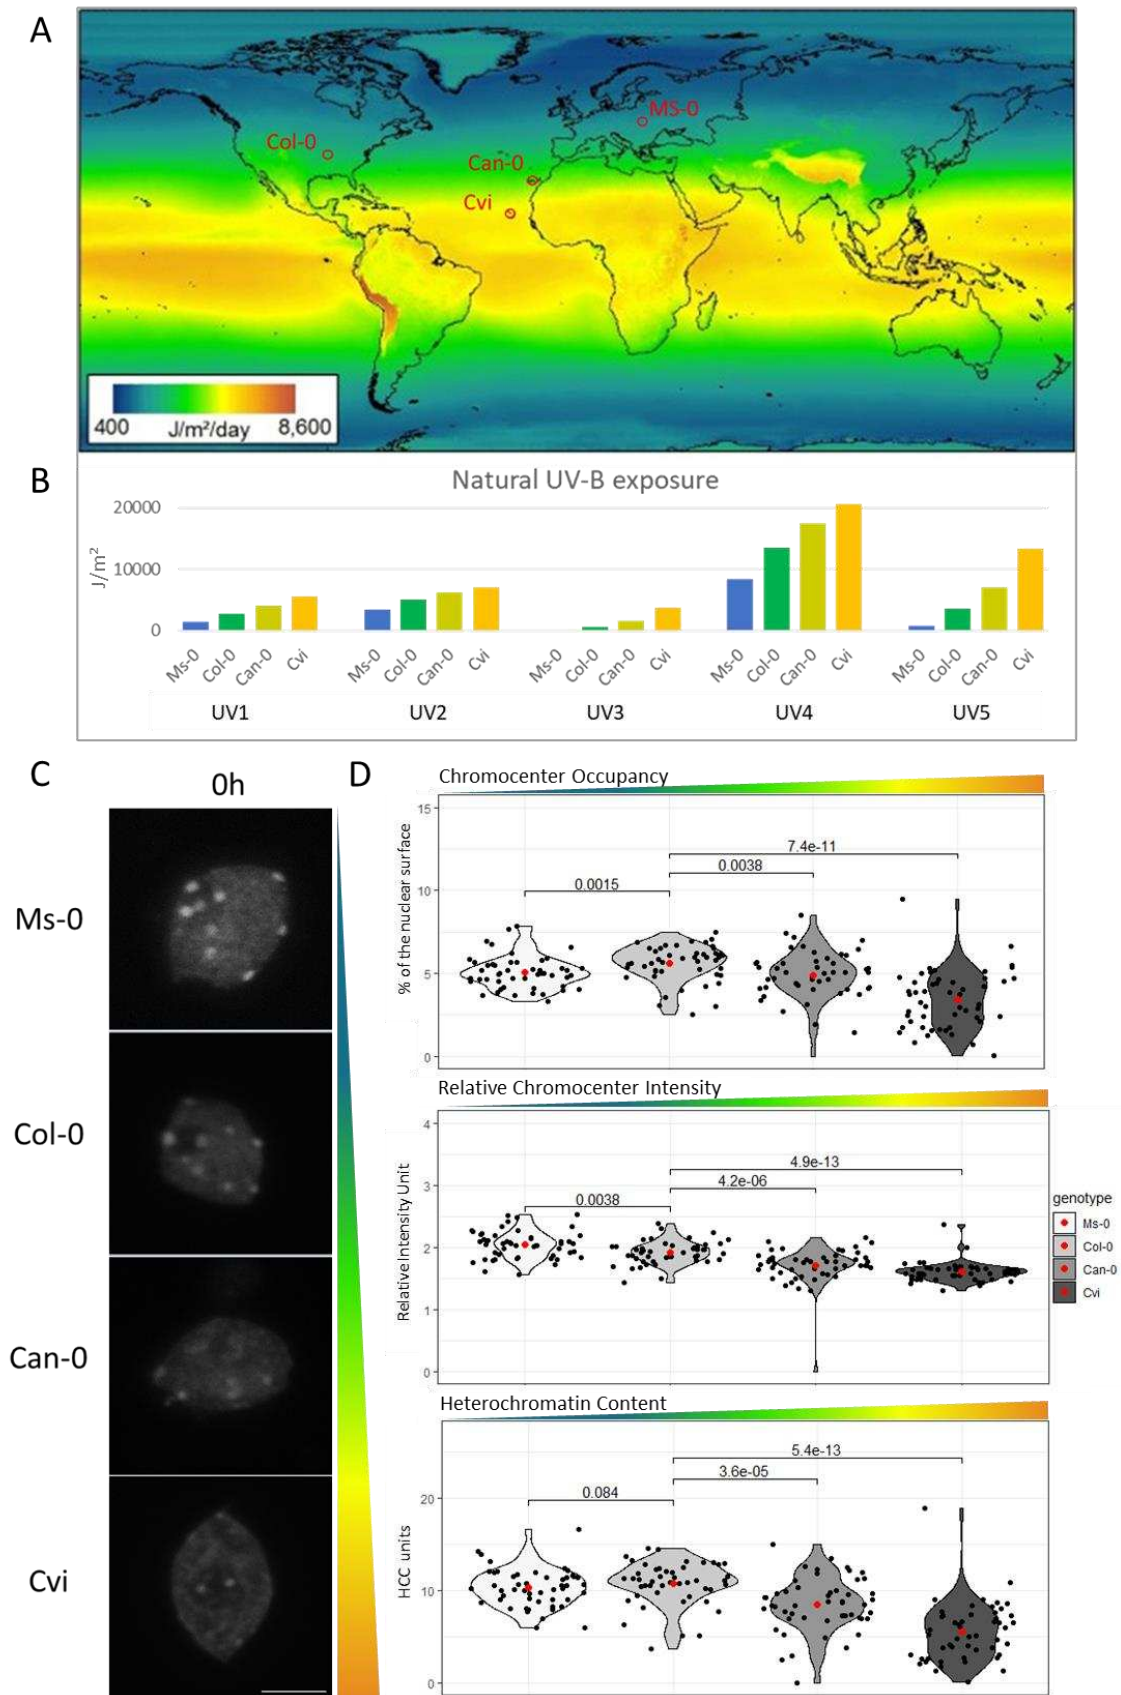 A
MS-0
Col-0
Can-0
Cvi
400 J/m²/day 8,600
B
Natural UV-B exposure
20000
10000
0
J/m²
Ms-0 Col-0 Can-0 Cvi Ms-0 Col-0 Can-0 Cvi Ms-0 Col-0 Can-0 Cvi Ms-0 Col-0 Can-0 Cvi Ms-0 Col-0 Can-0 Cvi
UV1 UV2 UV3 UV4 UV5
C
0h
Ms-0
Col-0
Can-0
Cvi
D
Chromocenter Occupancy
15
10
5
0
% of the nuclear surface
7.4e-11
0.0038
0.0015
Relative Chromocenter Intensity
4
3
2
1
0
Relative Intensity Unit
4.9e-13
4.2e-06
0.0038
genotype
Ms-0
Col-0
Can-0
Cvi
Heterochromatin Content
20
10
0
HCC units
5.4e-13
3.6e-05
0.084